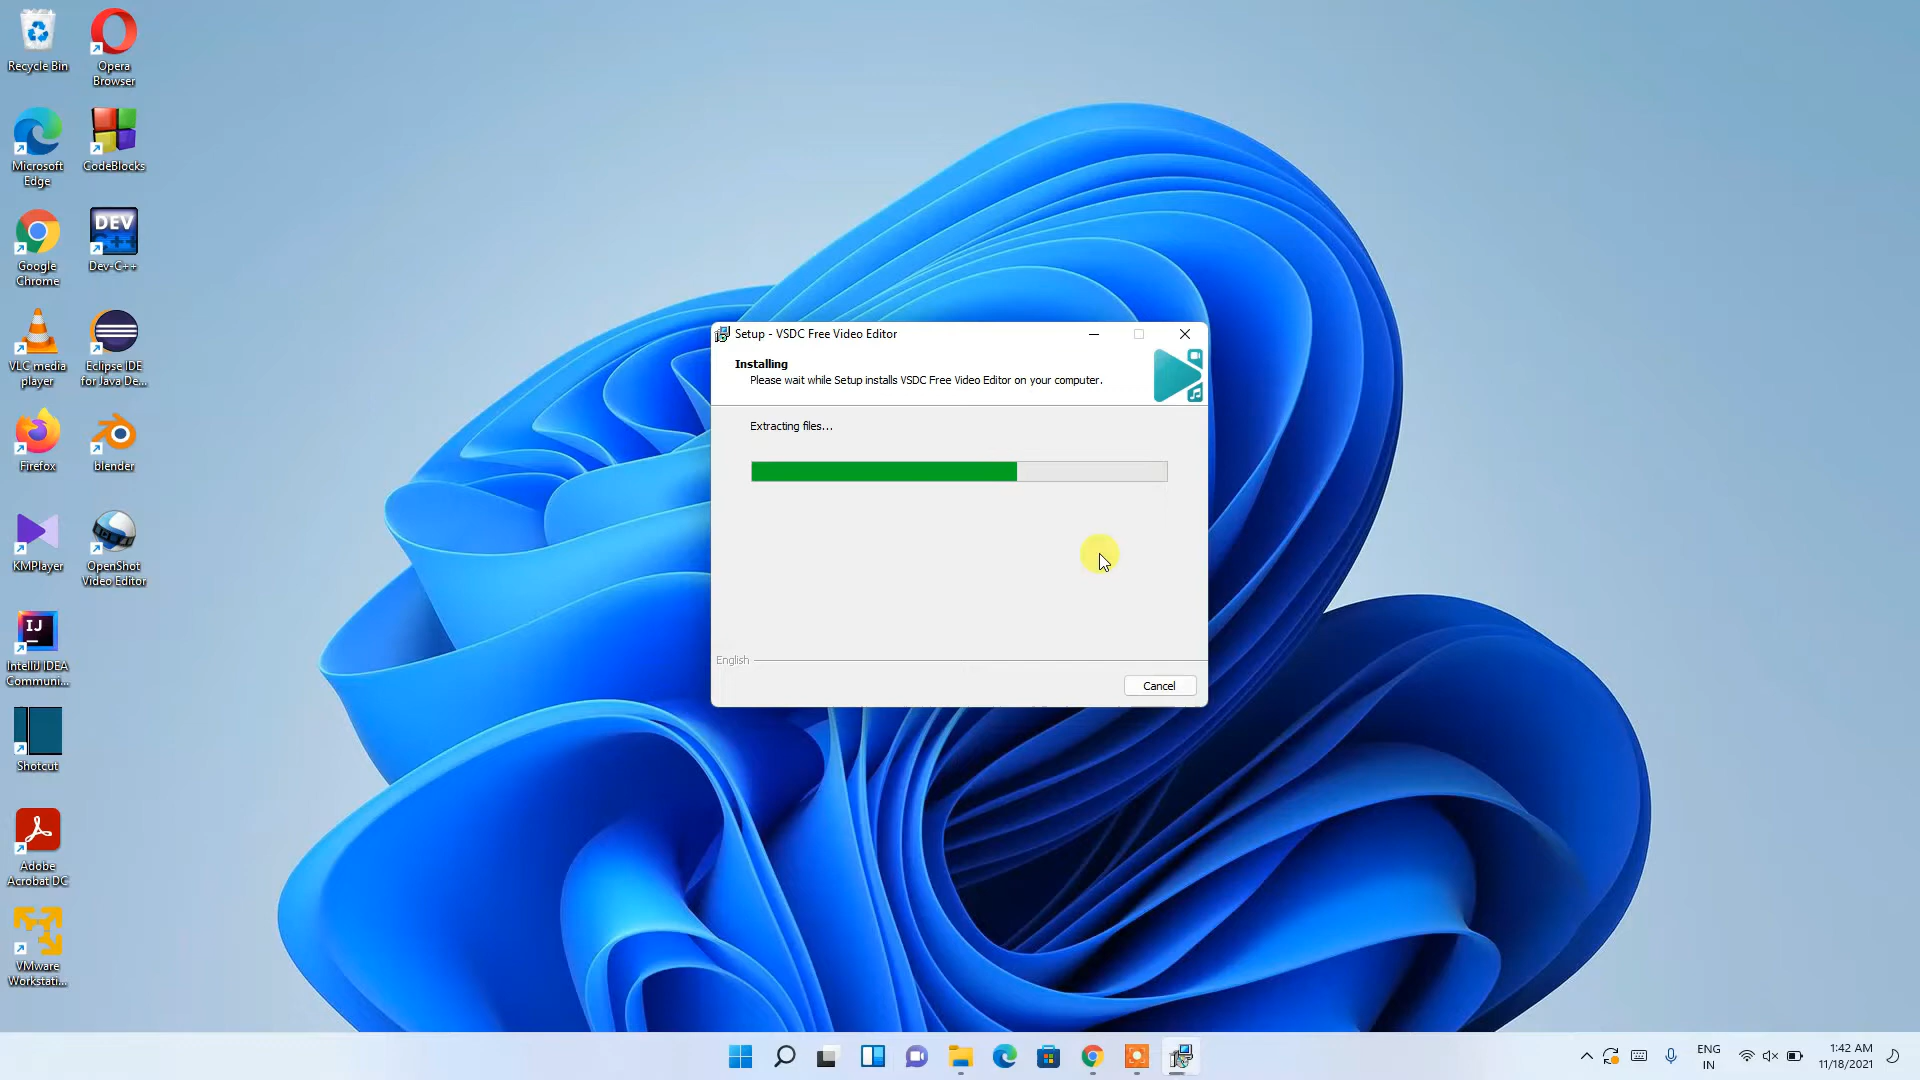 Recycle Bin
Opera
Browser
Microsoft
Edge
CodeBlocks
Google
Chrome
DEV
C++
Dev-C++
VLC media
player
Eclipse IDE
for Java De...
Firefox
blender
KMPlayer
OpenShot
Video Editor
IJ
IntelliJ IDEA
Communi...
Shotcut
Adobe
Acrobat DC
VMware
Workstati...
Setup - VSDC Free Video Editor
Installing
Please wait while Setup installs VSDC Free Video Editor on your computer.
Extracting files...
English
Cancel
ENG
IN
1:42 AM
11/18/2021